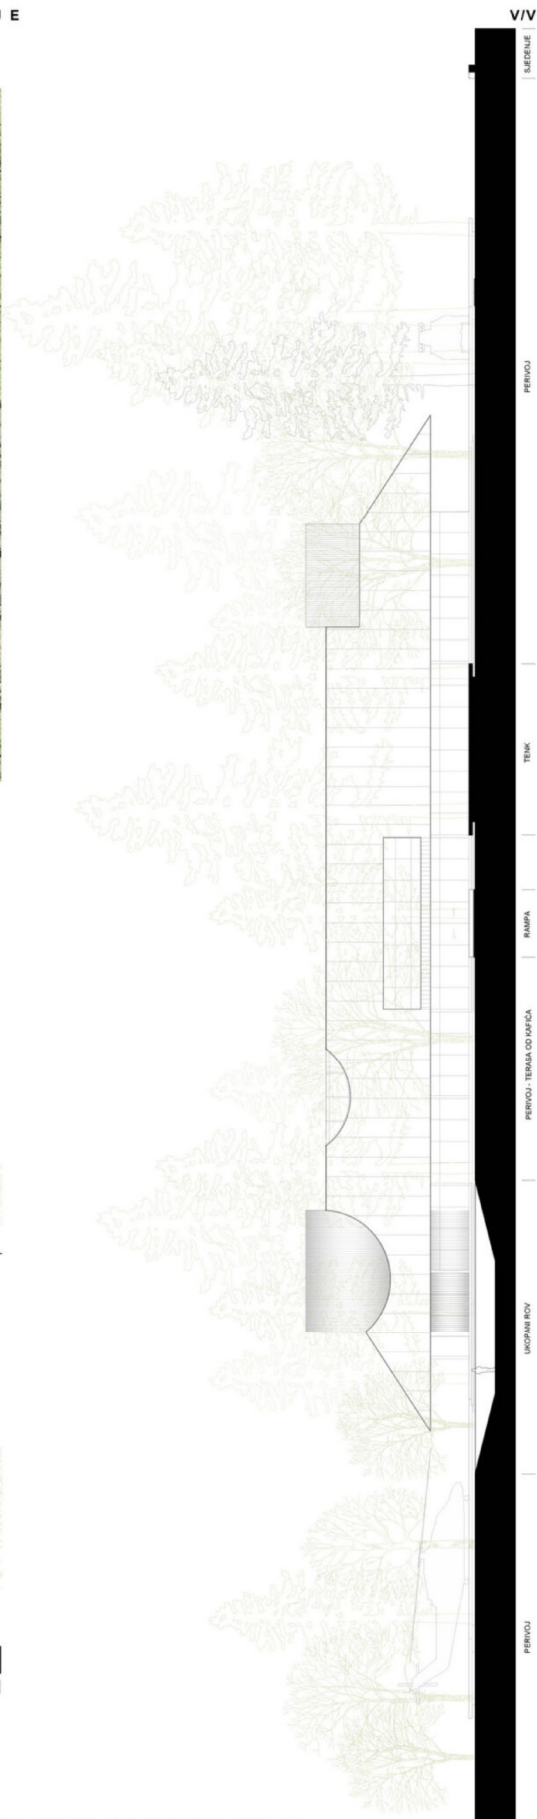 E
V/V
SJEDENJE
PERIVOJ
TENK
RAMPA
PERIVOJ - TERASA OD KAFIĆA
UKOPANI ROV
PERIVOJ